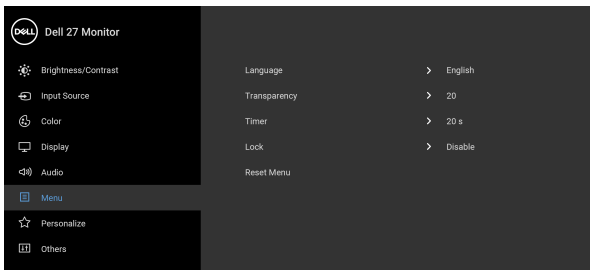 DELL Dell 27 Monitor
Brightness/Contrast
Input Source
Color
Display
Audio
Menu
Personalize
Others
Language > English
Transparency > 20
Timer > 20 s
Lock > Disable
Reset Menu